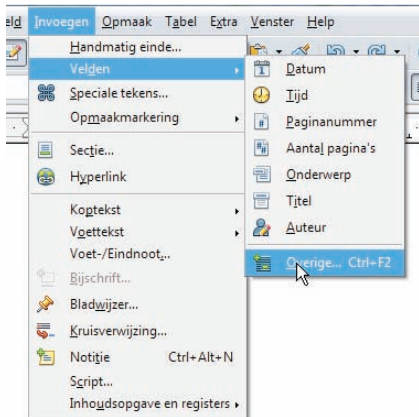 eld Invoegen Opmaak Tabel Extra Venster Help
Handmatig einde...
Velden
Speciale tekens...
Opmaakmarkering
Sectie...
Hyperlink
Koptekst
Voettekst
Voet-/Eindnoot...
Bijschrift...
Bladwijzer...
Kruisverwijzing...
Notitie Ctrl+Alt+N
Script...
Inhoudsopgave en registers
Datum
Tijd
Paginanummer
Aantal pagina's
Onderwerp
Titel
Auteur
Overige... Ctrl+F2